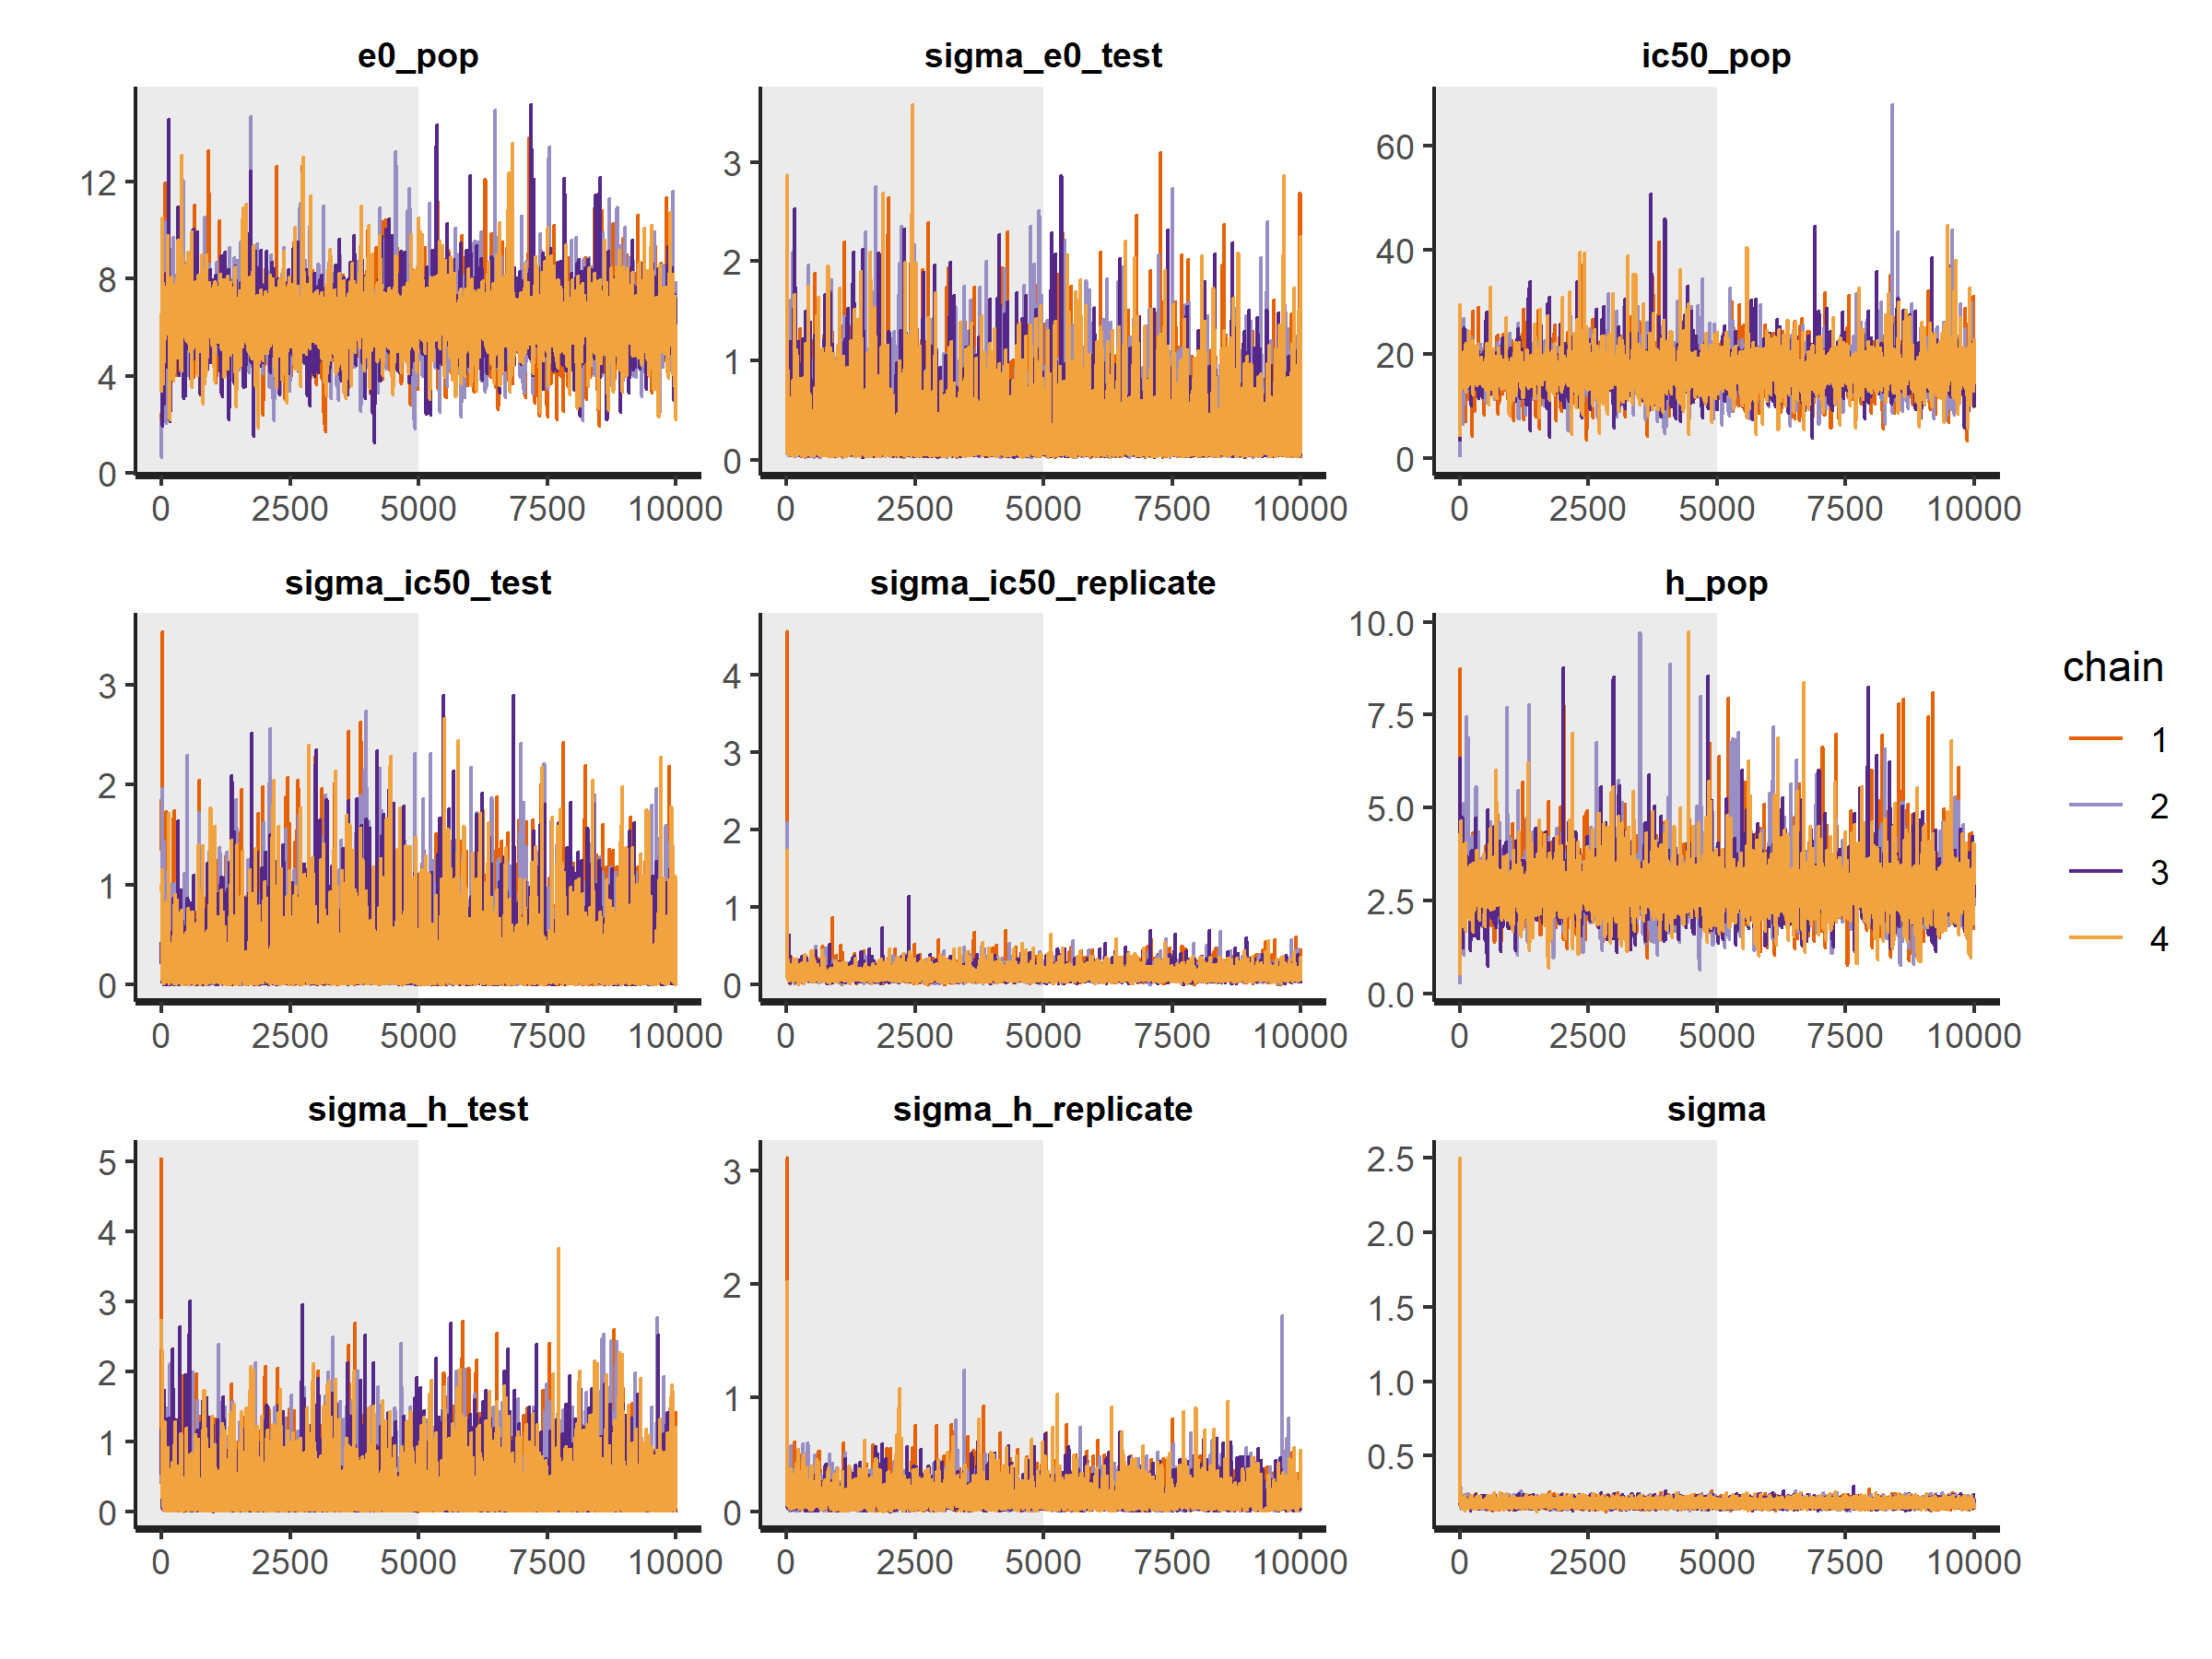 e0_pop sigma_e0_test ic50_pop
12 3 60
8 2 40
4 1 20
0 0 0
0 2500 5000 7500 10000 0 2500 5000 7500 10000 0 2500 5000 7500 10000
sigma_ic50_test sigma_ic50_replicate h_pop
3 4 10.0
2 3 7.5
1 2 5.0
0 1 2.5
0 0.0
0 2500 5000 7500 10000 0 2500 5000 7500 10000 0 2500 5000 7500 10000
chain
1
2
3
4
sigma_h_test sigma_h_replicate sigma
5 3 2.5
4 2 2.0
3 1 1.5
2 0 1.0
1 0.5
0
0 2500 5000 7500 10000 0 2500 5000 7500 10000 0 2500 5000 7500 10000